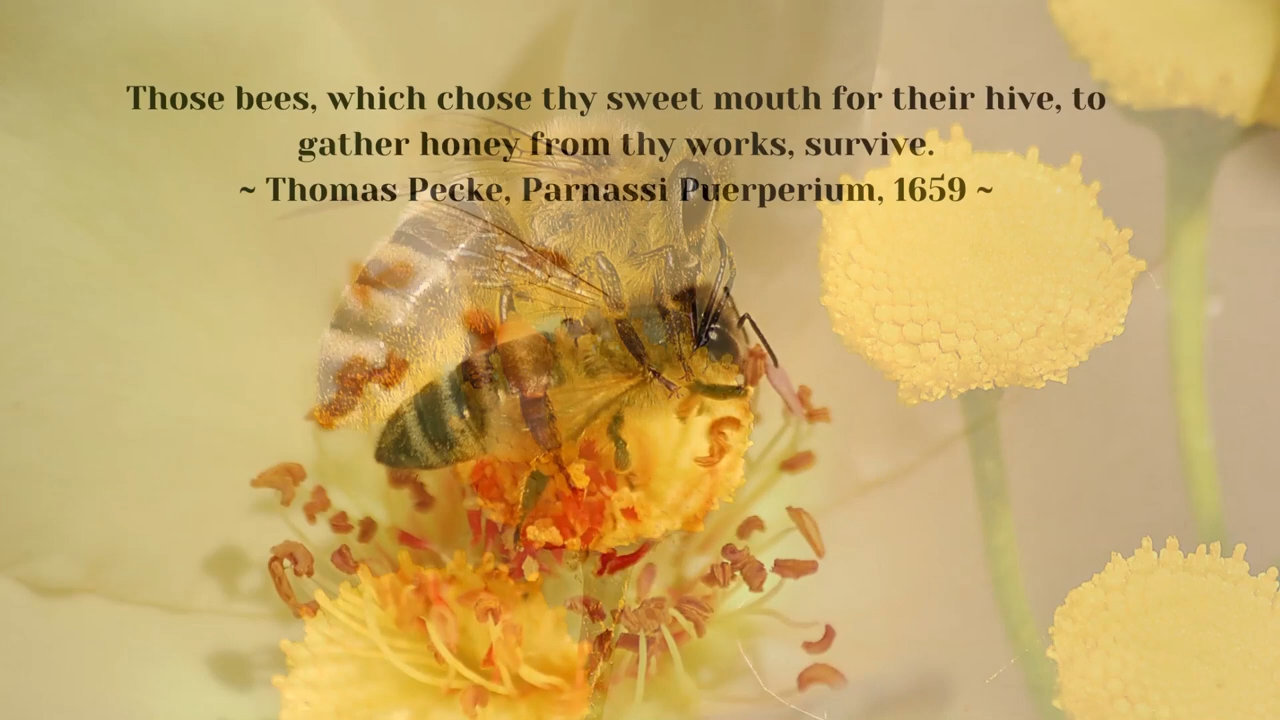 Those bees, which chose thy sweet mouth for their hive, to
gather honey from thy works, survive.
~ Thomas Pecke, Parnassi Puerperium, 1659 ~